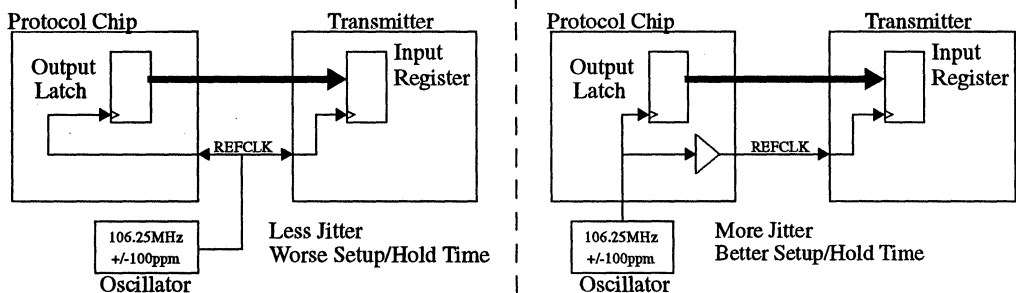 Protocol Chip
Transmitter
Output
Latch
Input
Register
REFCLK
106.25MHz
+/-100ppm
Oscillator
Less Jitter
Worse Setup/Hold Time
Protocol Chip
Transmitter
Output
Latch
Input
Register
REFCLK
106.25MHz
+/-100ppm
Oscillator
More Jitter
Better Setup/Hold Time